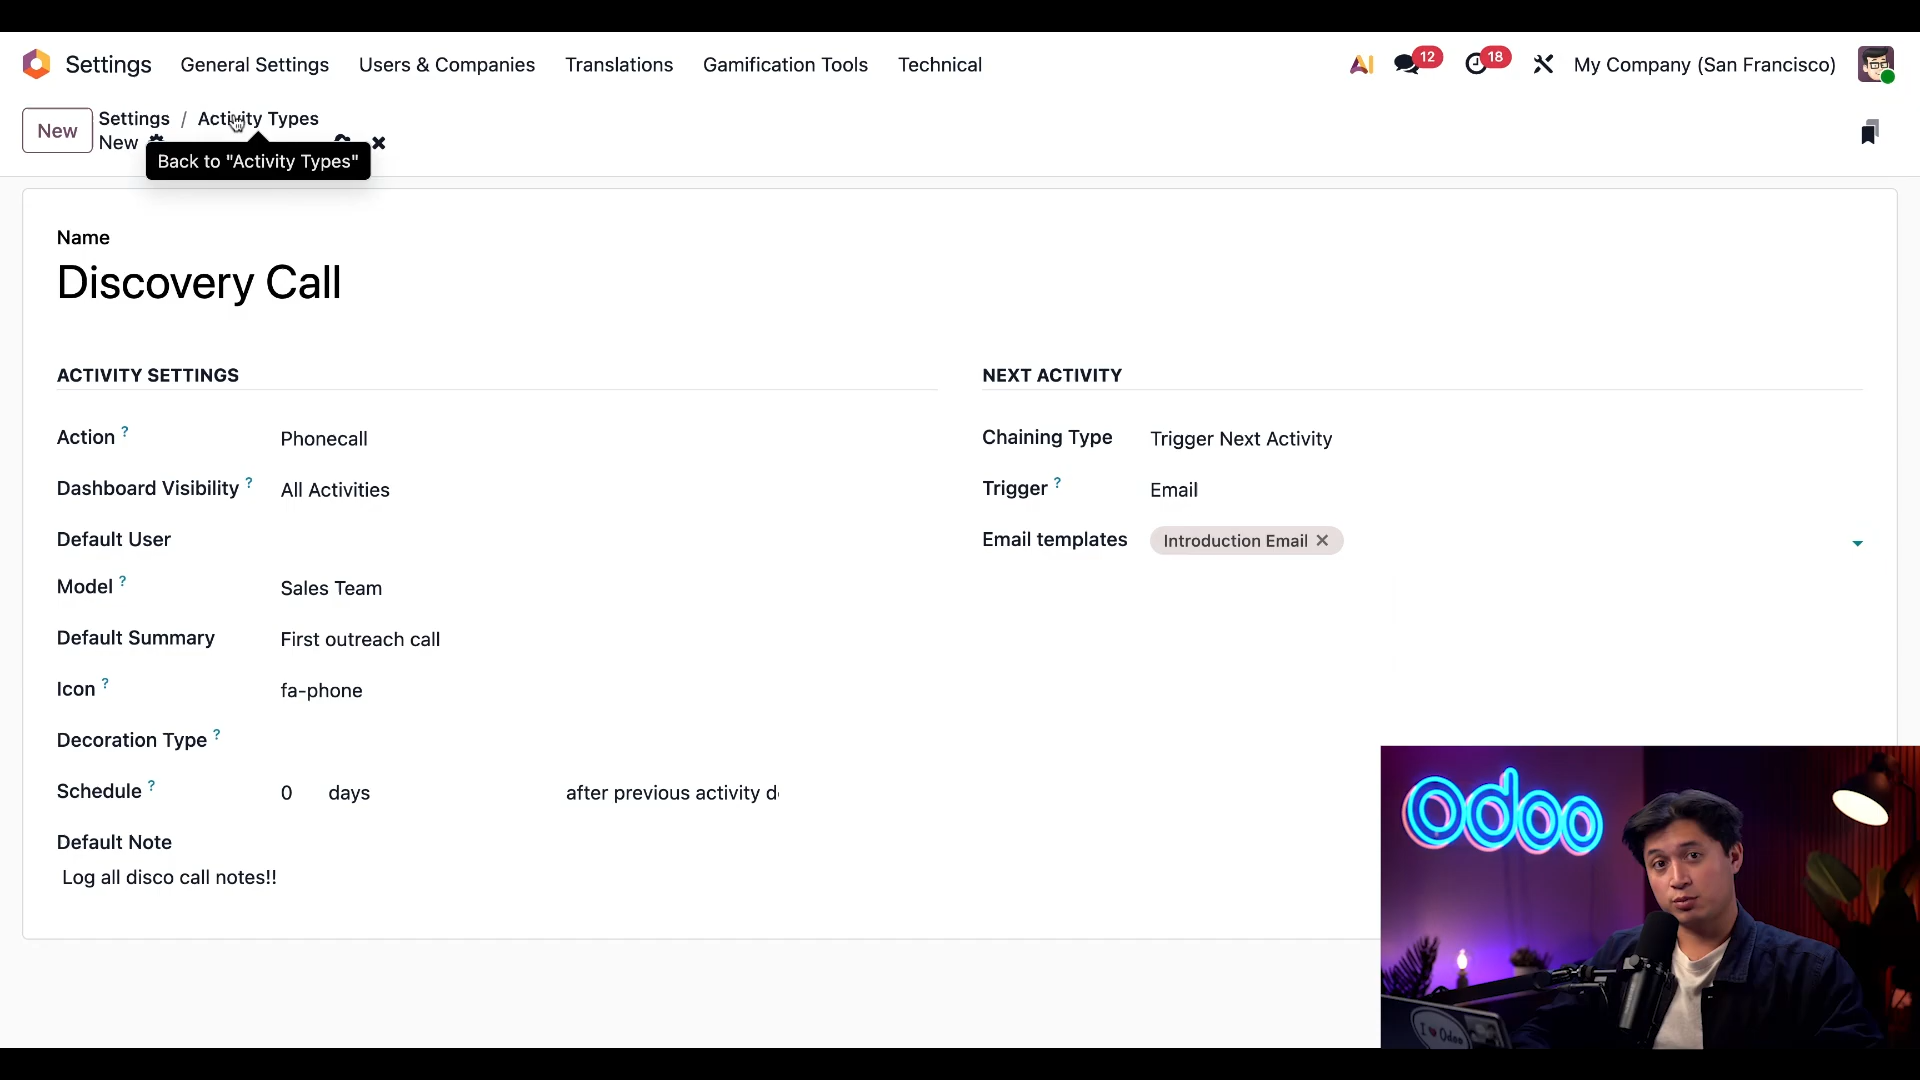 Settings General Settings Users & Companies Translations Gamification Tools Technical AI 12 18 My Company (San Francisco)
New Settings / Activity Types
New
Back to "Activity Types"
Name
Discovery Call
ACTIVITY SETTINGS
Action ? Phonecall
Dashboard Visibility ? All Activities
Default User
Model ? Sales Team
Default Summary First outreach call
Icon ? fa-phone
Decoration Type ?
Schedule ? 0 days after previous activity d
Default Note
Log all disco call notes!!
NEXT ACTIVITY
Chaining Type Trigger Next Activity
Trigger ? Email
Email templates Introduction Email
odoo
I ♥ Odoo